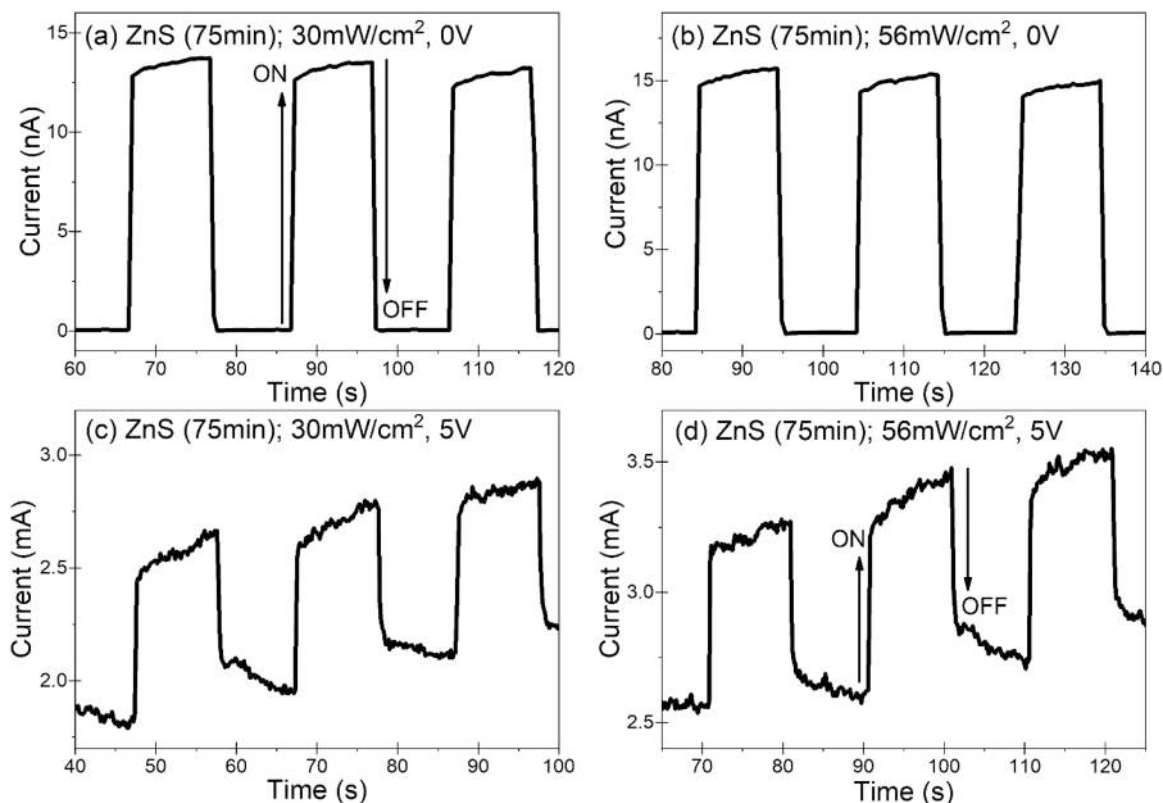 (a) ZnS (75min); 30mW/cm², 0V
ON
OFF
15
10
5
0
Current (nA)
60 70 80 90 100 110 120
Time (s)
(b) ZnS (75min); 56mW/cm², 0V
15
10
5
0
Current (nA)
80 90 100 110 120 130 140
Time (s)
(c) ZnS (75min); 30mW/cm², 5V
3.0
2.5
2.0
Current (mA)
40 50 60 70 80 90 100
Time (s)
(d) ZnS (75min); 56mW/cm², 5V
ON
OFF
3.5
3.0
2.5
Current (mA)
70 80 90 100 110 120
Time (s)